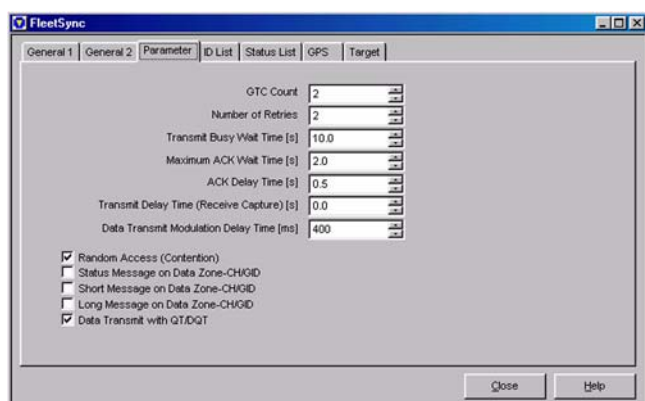 FleetSync
General 1 General 2 Parameter ID List Status List GPS Target
GTC Count 2
Number of Retries 2
Transmit Busy Wait Time [s] 10.0
Maximum ACK Wait Time [s] 2.0
ACK Delay Time [s] 0.5
Transmit Delay Time (Receive Capture) [s] 0.0
Data Transmit Modulation Delay Time [ms] 400
Random Access (Contention)
Status Message on Data Zone-CH/GID
Short Message on Data Zone-CH/GID
Long Message on Data Zone-CH/GID
Data Transmit with QT/DQT
Close Help